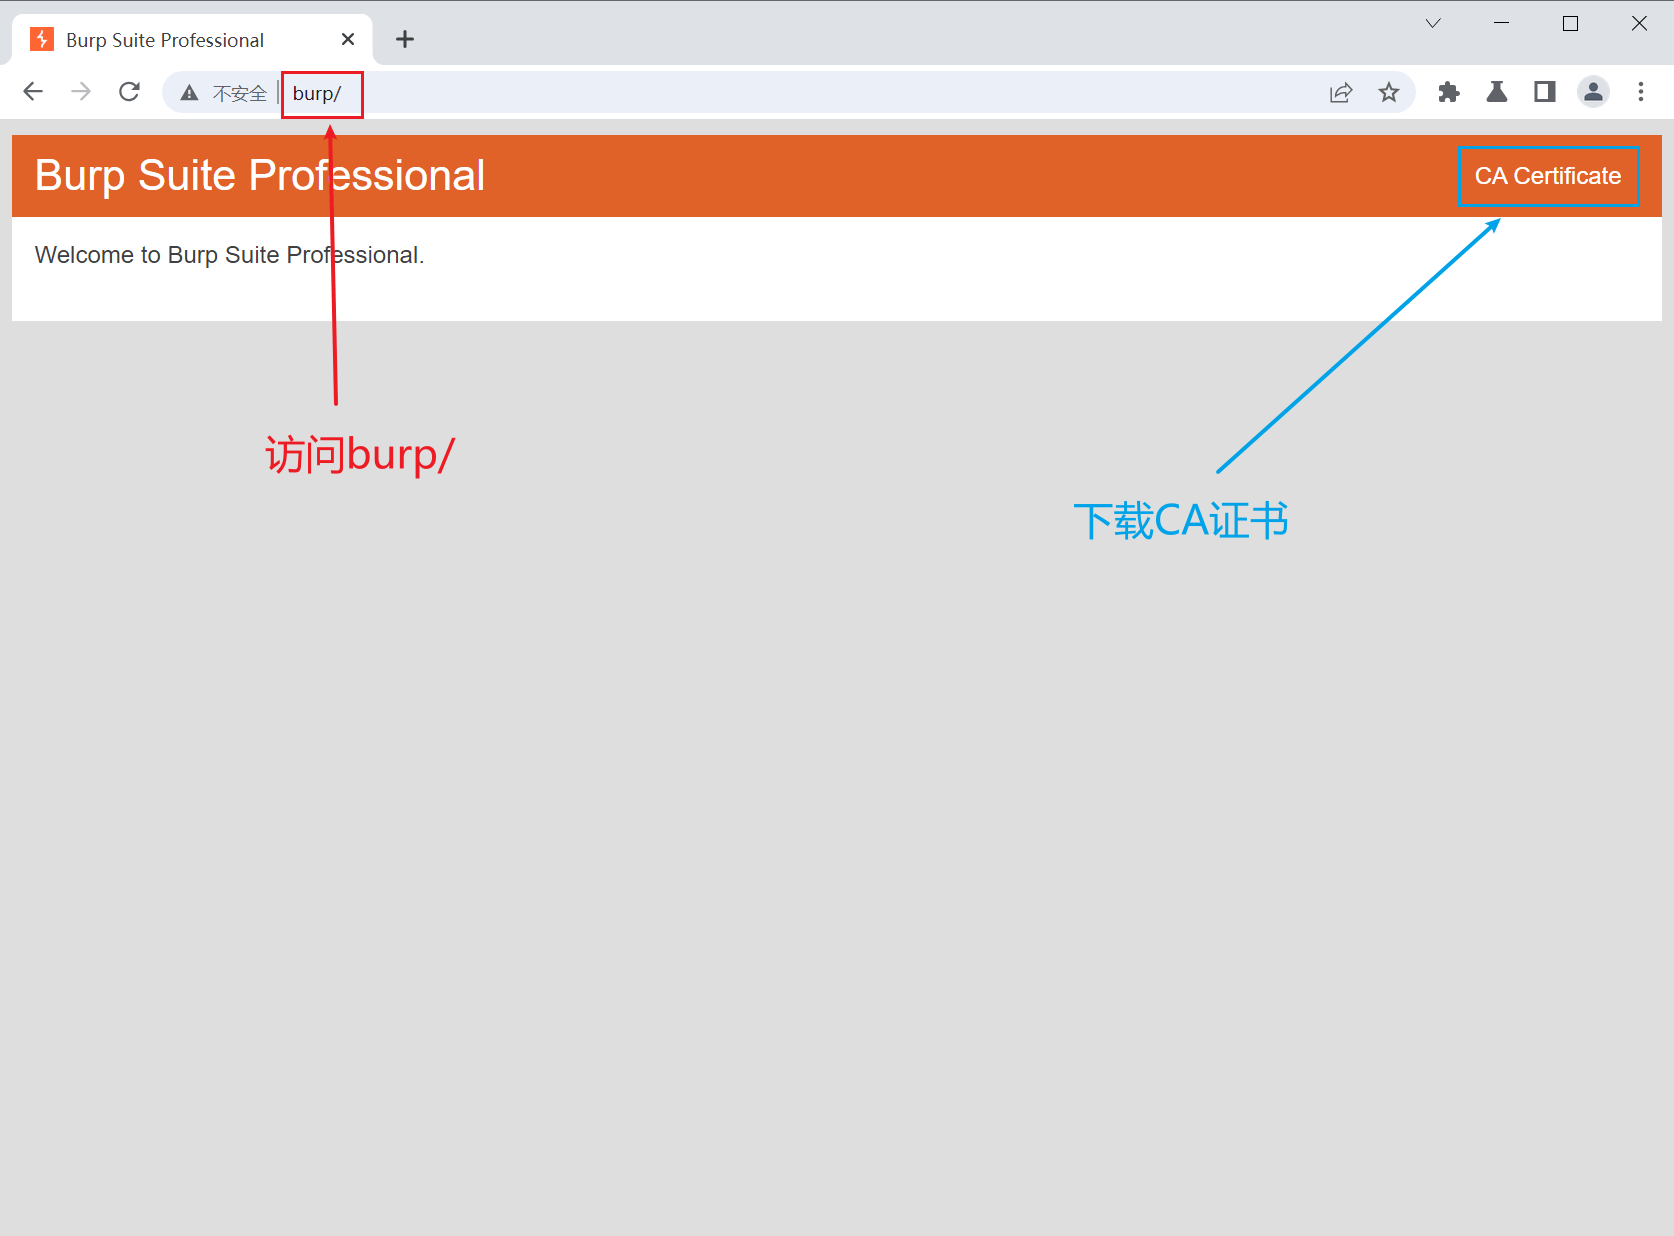 Burp Suite Professional
不安全 burp/
Burp Suite Professional
CA Certificate
Welcome to Burp Suite Professional.
访问burp/
下载CA证书